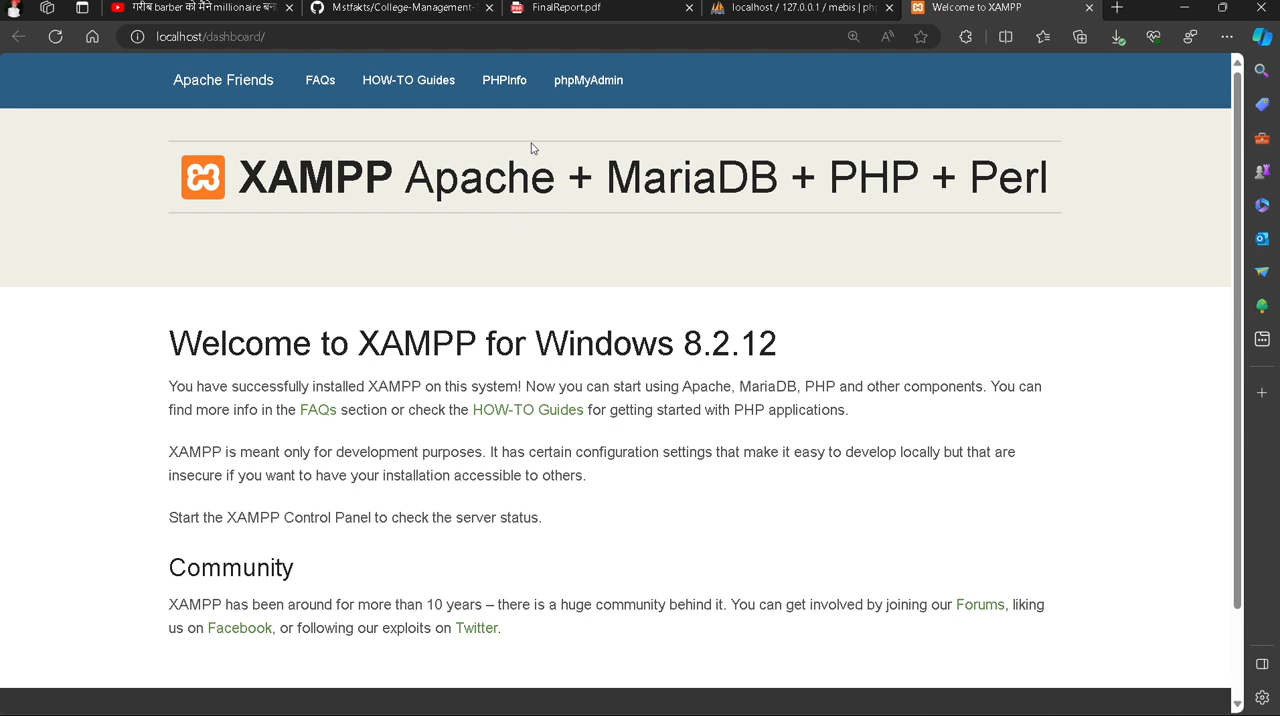 गरीब barber को मैंने millionaire बना
Mstfakts/College-Management-
FinalReport.pdf
localhost / 127.0.0.1 / mebis | ph
Welcome to XAMPP
localhost/dashboard/
Apache Friends FAQs HOW-TO Guides PHPInfo phpMyAdmin
XAMPP Apache + MariaDB + PHP + Perl
Welcome to XAMPP for Windows 8.2.12
You have successfully installed XAMPP on this system! Now you can start using Apache, MariaDB, PHP and other components. You can
find more info in the FAQs section or check the HOW-TO Guides for getting started with PHP applications.
XAMPP is meant only for development purposes. It has certain configuration settings that make it easy to develop locally but that are
insecure if you want to have your installation accessible to others.
Start the XAMPP Control Panel to check the server status.
Community
XAMPP has been around for more than 10 years – there is a huge community behind it. You can get involved by joining our Forums, liking
us on Facebook, or following our exploits on Twitter.